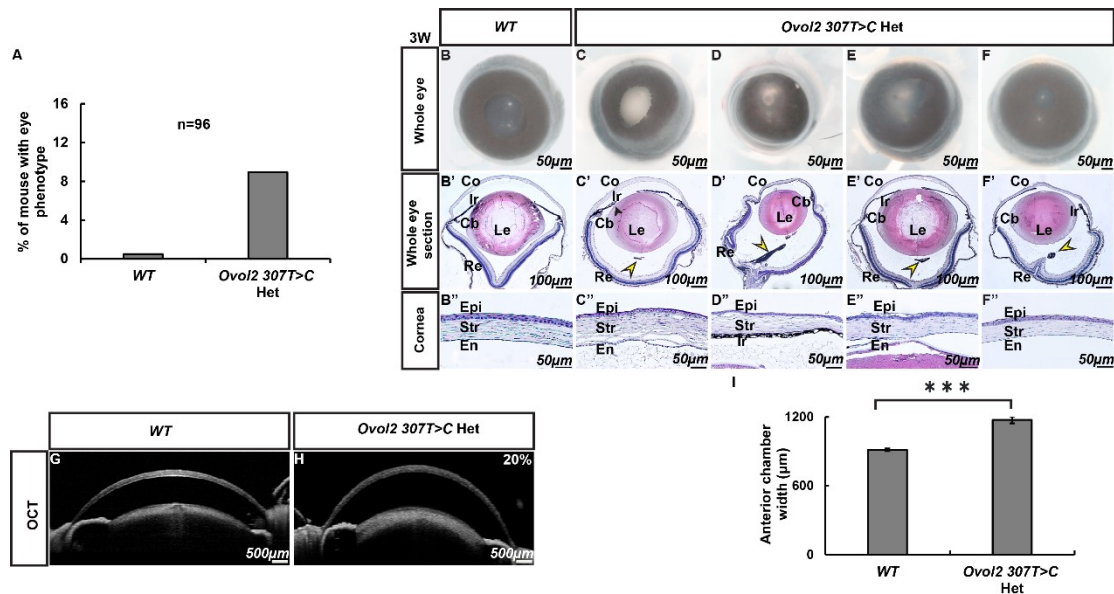 A
% of mouse with eye
phenotype
16
12
8
4
0
n=96
WT
Ovol2 307T>C
Het
3W
WT
Ovol2 307T>C Het
Whole eye
B
50µm
C
50µm
D
50µm
E
50µm
F
50µm
Whole eye
section
B'
Co
Ir
Cb
Le
Re
100µm
C'
Co
Ir
Cb
Le
Re
100µm
D'
Co
Cb
Le
Re
100µm
E'
Co
Ir
Cb
Le
Re
100µm
F'
Co
Ir
Cb
Le
Re
100µm
Cornea
B''
Epi
Str
En
50µm
C''
Epi
Str
En
50µm
D''
Epi
Str
Ir
50µm
E''
Epi
Str
En
50µm
F''
Epi
Str
En
50µm
WT
Ovol2 307T>C Het
OCT
G
500µm
H
20%
500µm
I
Anterior chamber
width (µm)
1200
600
0
***
WT
Ovol2 307T>C
Het